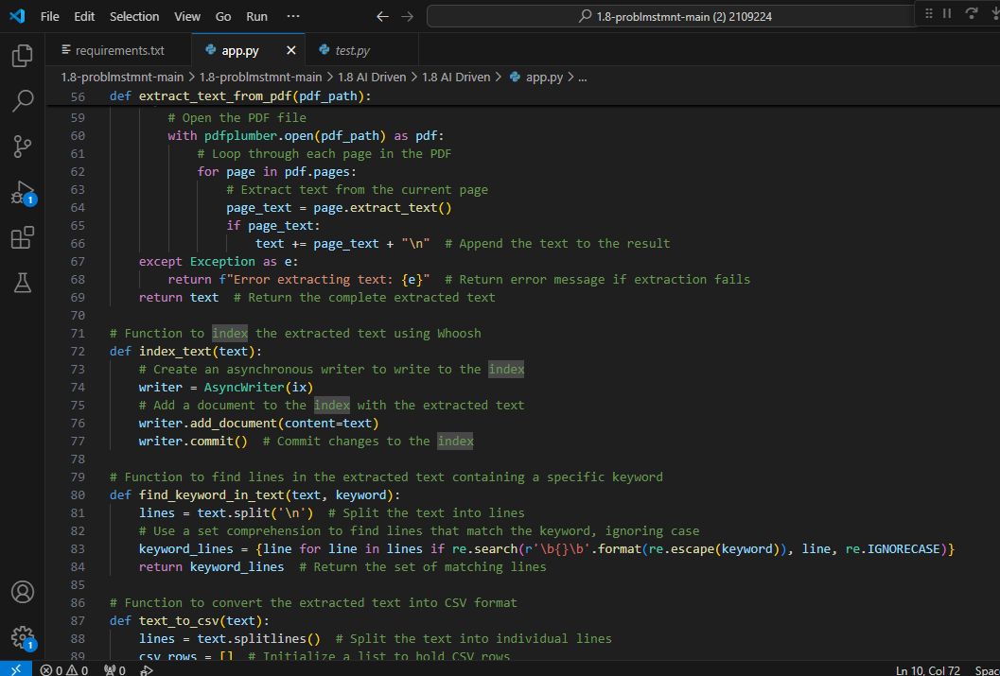 File Edit Selection View Go Run ··· 1.8-problmstmnt-main (2) 2109224
requirements.txt app.py test.py
1.8-problmstmnt-main > 1.8-problmstmnt-main > 1.8 AI Driven > 1.8 AI Driven > app.py > ...
56 def extract_text_from_pdf(pdf_path):
59 # Open the PDF file
60 with pdfplumber.open(pdf_path) as pdf:
61 # Loop through each page in the PDF
62 for page in pdf.pages:
63 # Extract text from the current page
64 page_text = page.extract_text()
65 if page_text:
66 text += page_text + "\n"  # Append the text to the result
67 except Exception as e:
68 return f"Error extracting text: {e}"  # Return error message if extraction fails
69 return text  # Return the complete extracted text
70
71 # Function to index the extracted text using Whoosh
72 def index_text(text):
73 # Create an asynchronous writer to write to the index
74 writer = AsyncWriter(ix)
75 # Add a document to the index with the extracted text
76 writer.add_document(content=text)
77 writer.commit()  # Commit changes to the index
78
79 # Function to find lines in the extracted text containing a specific keyword
80 def find_keyword_in_text(text, keyword):
81 lines = text.split('\n')  # Split the text into lines
82 # Use a set comprehension to find lines that match the keyword, ignoring case
83 keyword_lines = {line for line in lines if re.search(r'\b{}\b'.format(re.escape(keyword)), line, re.IGNORECASE)}
84 return keyword_lines  # Return the set of matching lines
85
86 # Function to convert the extracted text into CSV format
87 def text_to_csv(text):
88 lines = text.splitlines()  # Split the text into individual lines
89 csv_rows = []  # Initialize a list to hold CSV rows
1
1
0 0 0 Ln 10, Col 72 Spac